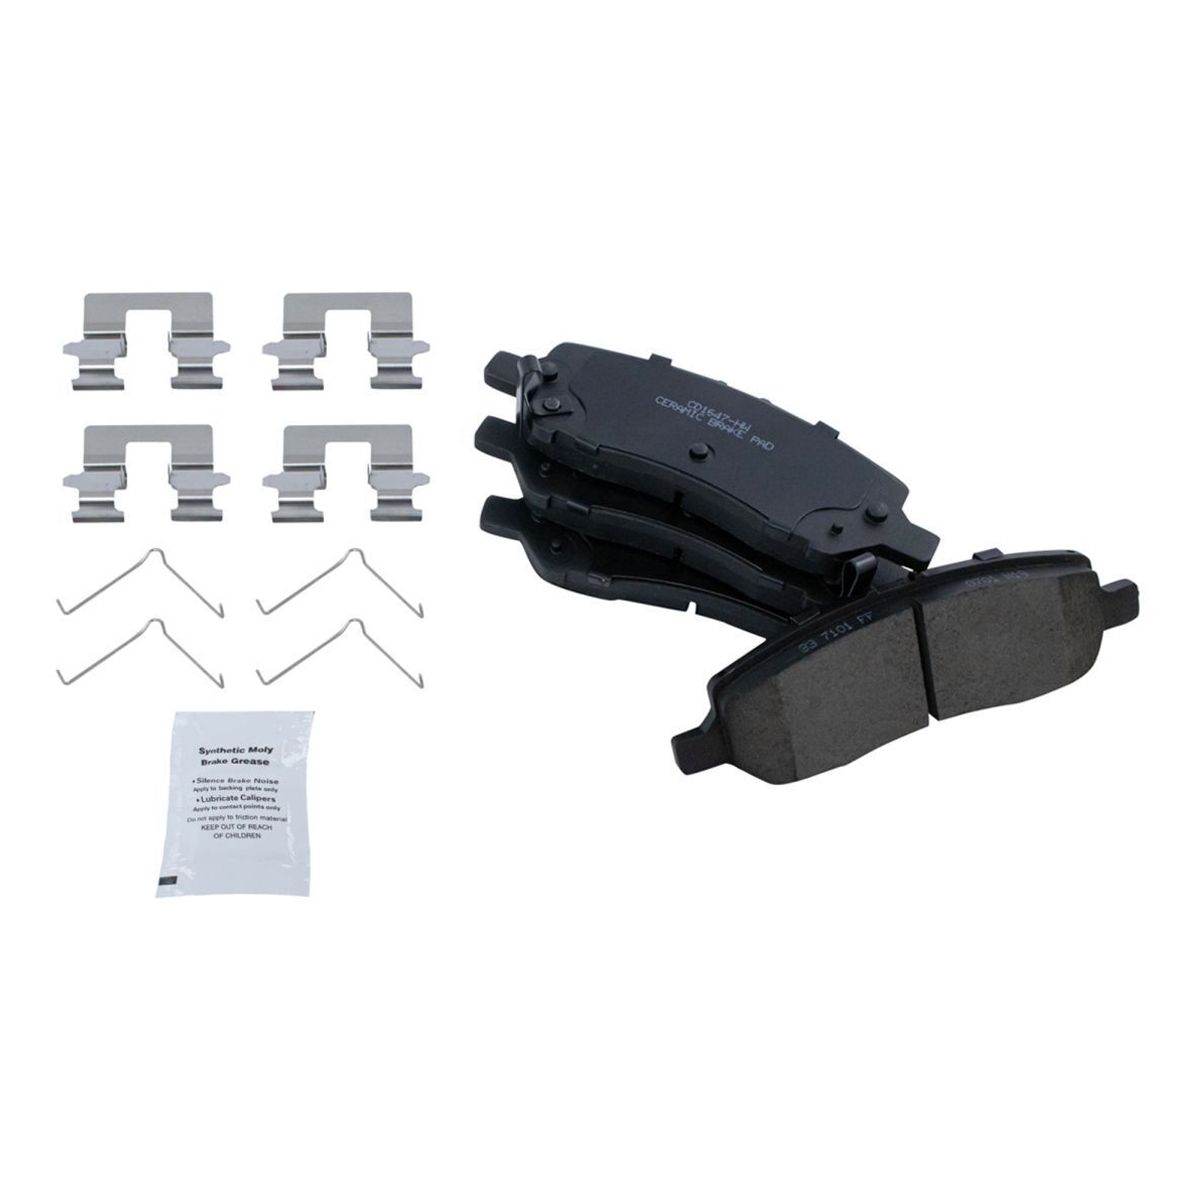 CD1647-HW
CERAMIC BRAKE PAD
33 7101 FF
Synthetic Moly
Brake Grease
• Silence Brake Noise
Apply to backing plate only
• Lubricate Calipers
Apply to contact points only
Do not apply to friction material
KEEP OUT OF REACH
OF CHILDREN